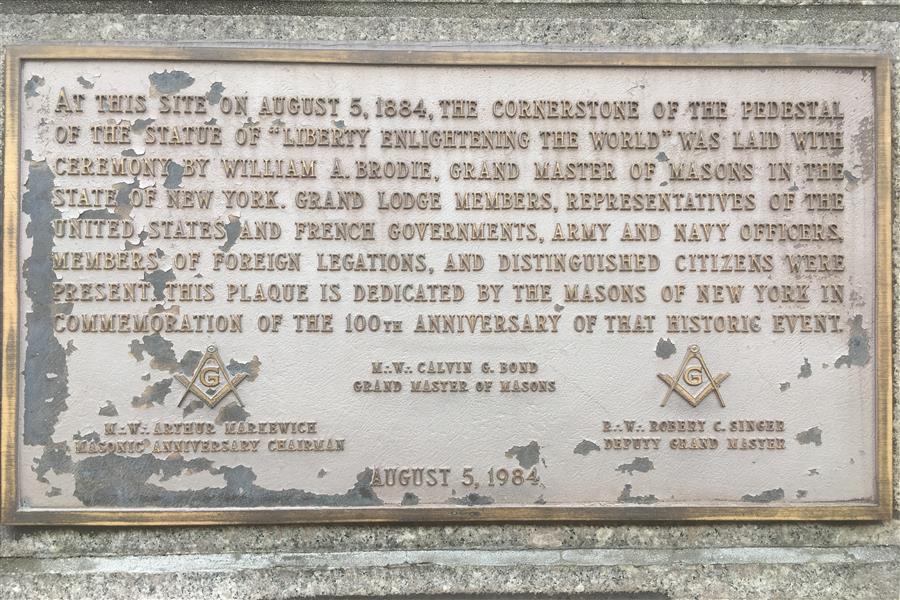 AT THIS SITE ON AUGUST 5, 1884, THE CORNERSTONE OF THE PEDESTAL
OF THE STATUE OF "LIBERTY ENLIGHTENING THE WORLD" WAS LAID WITH
CEREMONY BY WILLIAM A. BRODIE, GRAND MASTER OF MASONS IN THE
STATE OF NEW YORK. GRAND LODGE MEMBERS, REPRESENTATIVES OF THE
UNITED STATES AND FRENCH GOVERNMENTS, ARMY AND NAVY OFFICERS,
MEMBERS OF FOREIGN LEGATIONS, AND DISTINGUISHED CITIZENS WERE
PRESENT. THIS PLAQUE IS DEDICATED BY THE MASONS OF NEW YORK IN
COMMEMORATION OF THE 100TH ANNIVERSARY OF THAT HISTORIC EVENT.
G
G
M∴W∴ CALVIN G. BOND
GRAND MASTER OF MASONS
M∴W∴ ARTHUR MARKEWICH
MASONIC ANNIVERSARY CHAIRMAN
R∴W∴ ROBERT C. SINGER
DEPUTY GRAND MASTER
AUGUST 5, 1984